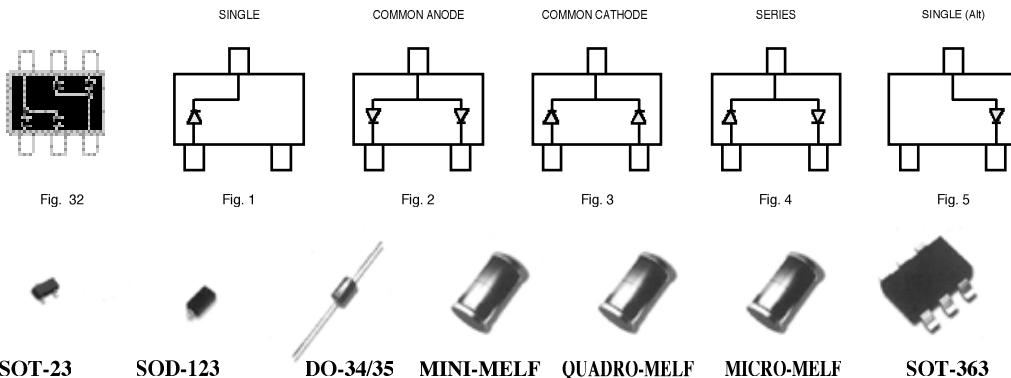 SINGLE COMMON ANODE COMMON CATHODE SERIES SINGLE (Alt)
Fig. 32 Fig. 1 Fig. 2 Fig. 3 Fig. 4 Fig. 5
SOT-23 SOD-123 DO-34/35 MINI-MELF QUADRO-MELF MICRO-MELF SOT-363